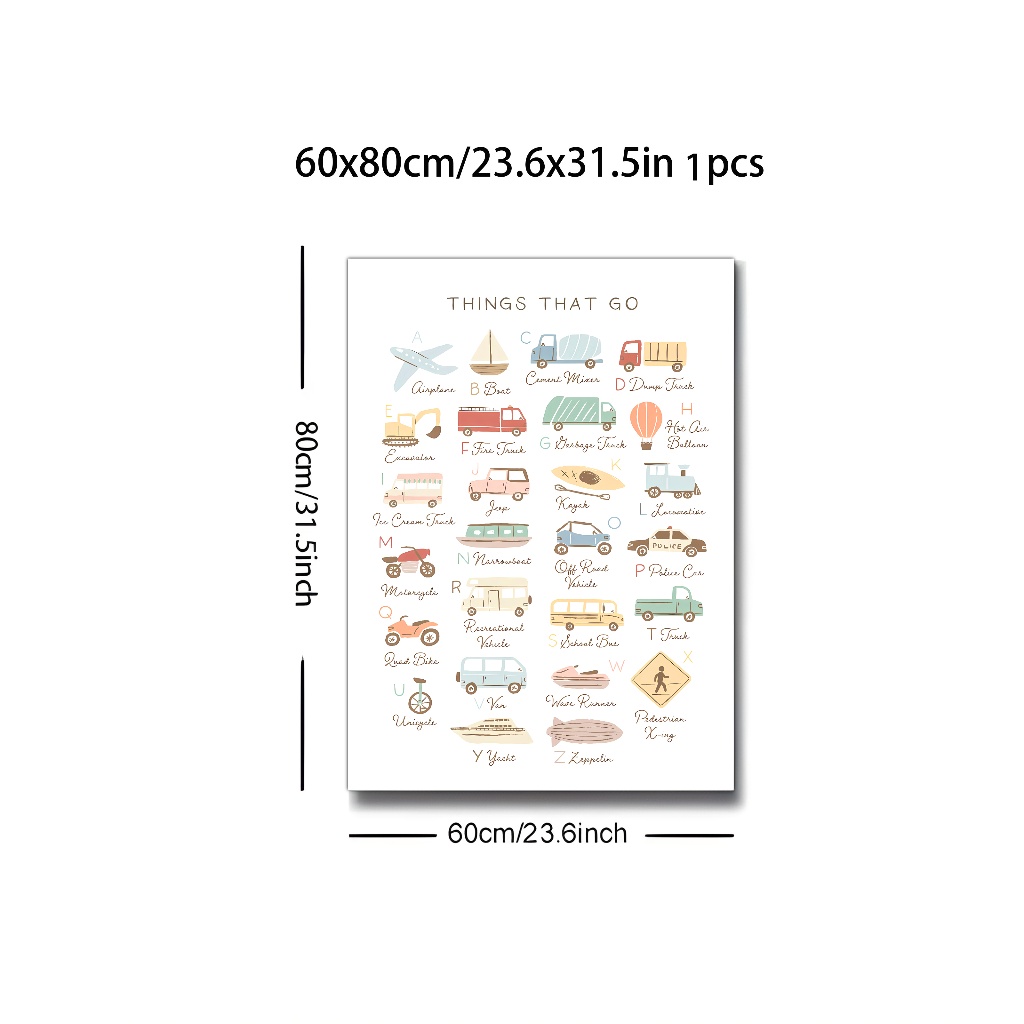 60x80cm/23.6x31.5in 1pcs
80cm/31.5inch
THINGS THAT GO
A
Airplane
B Boat
C
Cement Mixer
D Dump Truck
E
Excavator
F Fire Truck
G Garbage Truck
H
Hot Air
Balloon
I
Ice Cream Truck
J
Jeep
K
Kayak
L Locomotive
M
Motorcycle
N Narrowboat
O
Off Road
Vehicle
POLICE
P Police Car
Q
Quad Bike
R
Recreational
Vehicle
S School Bus
T Truck
U
Unicycle
V Van
W
Wave Runner
X
Pedestrian
X-ing
Y Yacht
Z Zeppelin
60cm/23.6inch